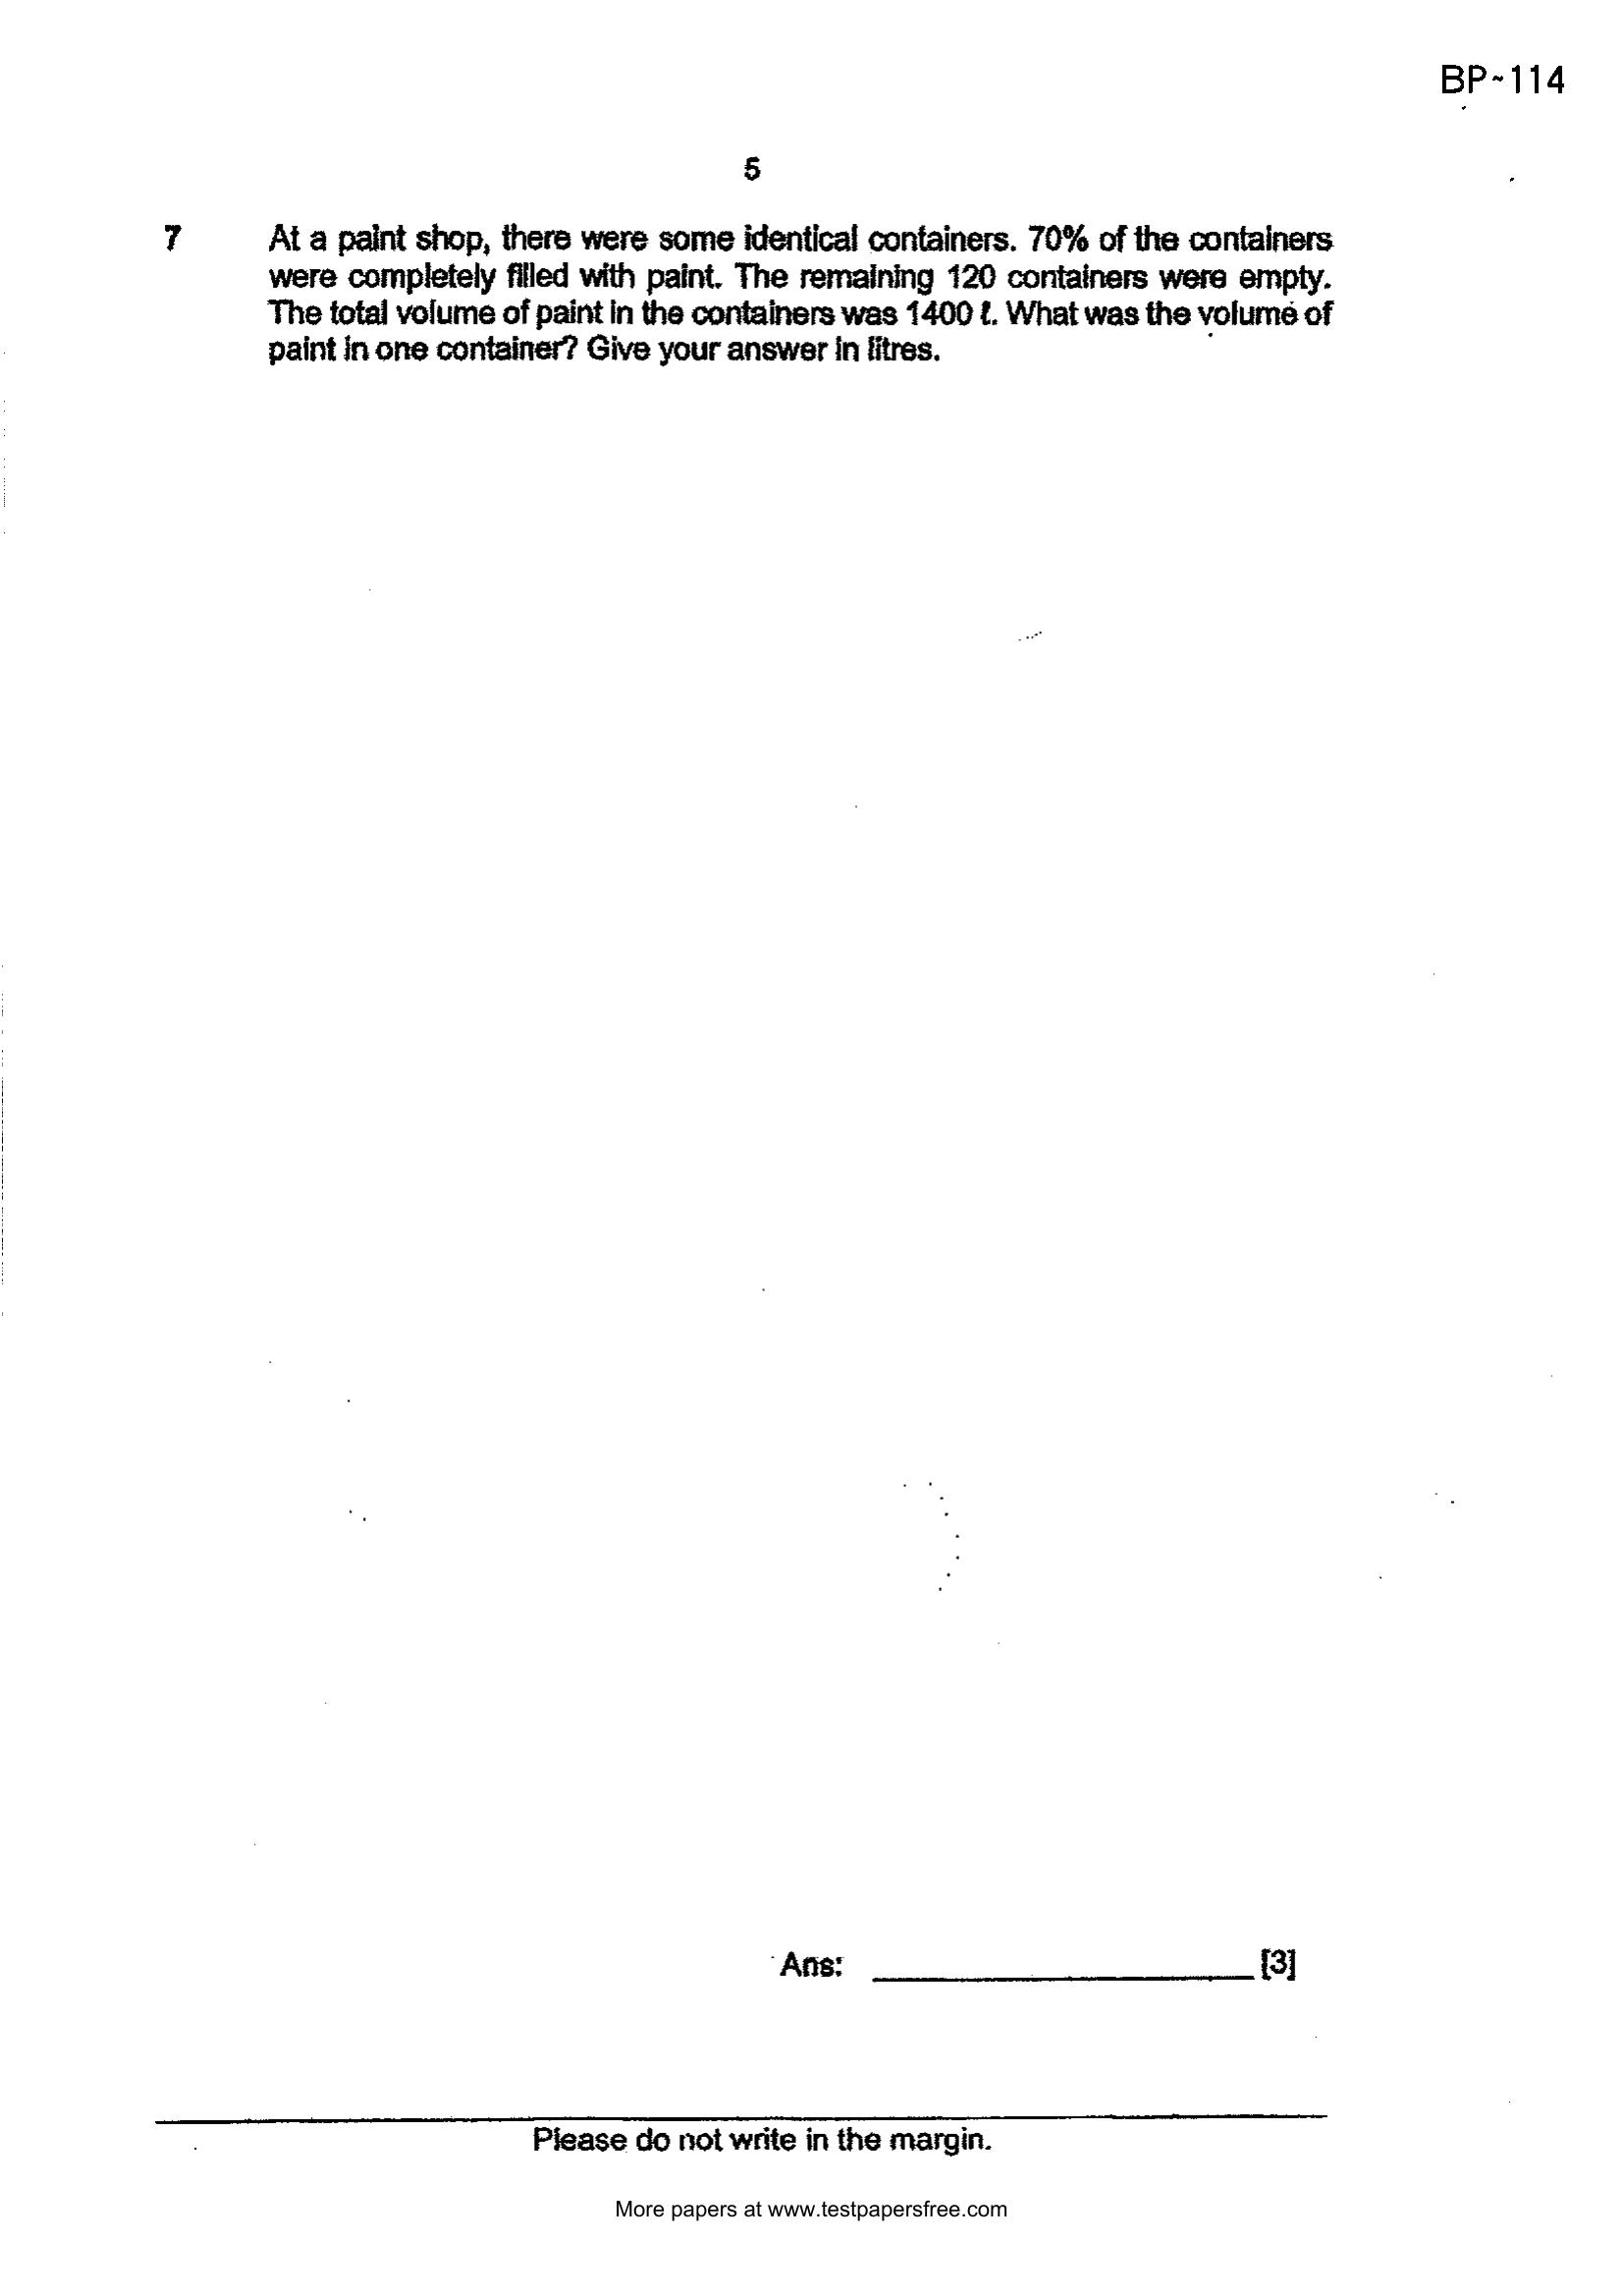 BP~114
5
7 At a paint shop, there were some identical containers. 70% of the containers
were completely filled with paint. The remaining 120 containers were empty.
The total volume of paint in the containers was 1400 ℓ. What was the volume of
paint in one container? Give your answer in litres.
Ans: ____________________ [3]
Please do not write in the margin.
More papers at www.testpapersfree.com